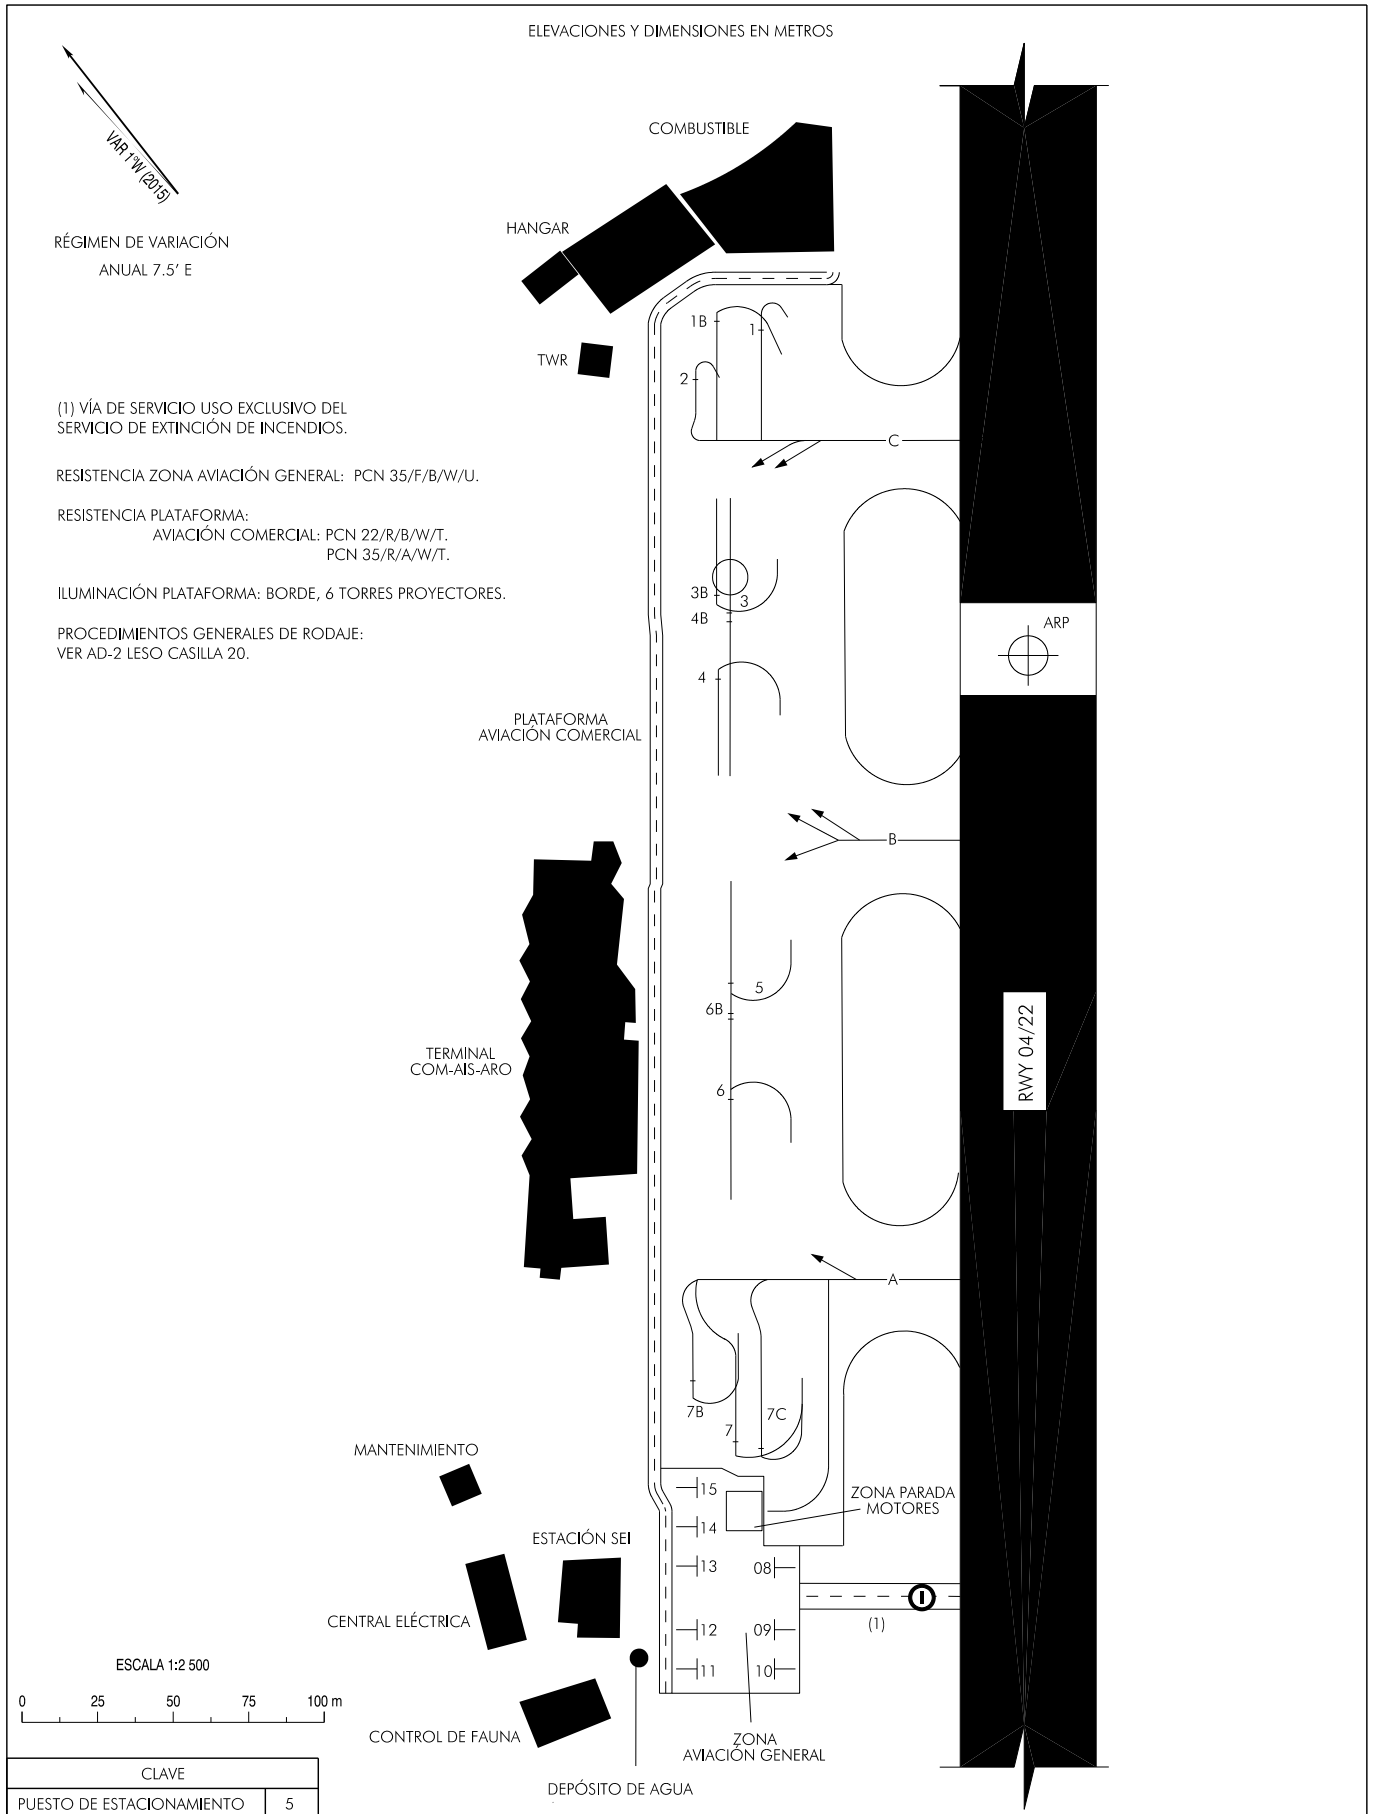 ELEVACIONES Y DIMENSIONES EN METROS
VAR 1°W (2015)
RÉGIMEN DE VARIACIÓN
ANUAL 7.5' E
COMBUSTIBLE
HANGAR
TWR
1B
1
2
C
(1) VÍA DE SERVICIO USO EXCLUSIVO DEL
SERVICIO DE EXTINCIÓN DE INCENDIOS.
RESISTENCIA ZONA AVIACIÓN GENERAL: PCN 35/F/B/W/U.
RESISTENCIA PLATAFORMA:
AVIACIÓN COMERCIAL: PCN 22/R/B/W/T.
PCN 35/R/A/W/T.
ILUMINACIÓN PLATAFORMA: BORDE, 6 TORRES PROYECTORES.
PROCEDIMIENTOS GENERALES DE RODAJE:
VER AD-2 LESO CASILLA 20.
3B
3
4B
4
ARP
PLATAFORMA
AVIACIÓN COMERCIAL
B
5
6B
6
RWY 04/22
TERMINAL
COM-AIS-ARO
A
7B
7
7C
MANTENIMIENTO
15
14
13
12
11
08
09
10
ZONA PARADA
MOTORES
ESTACIÓN SEI
CENTRAL ELÉCTRICA
(1)
ESCALA 1:2 500
0 25 50 75 100 m
CONTROL DE FAUNA
ZONA
AVIACIÓN GENERAL
DEPÓSITO DE AGUA
CLAVE
PUESTO DE ESTACIONAMIENTO 5